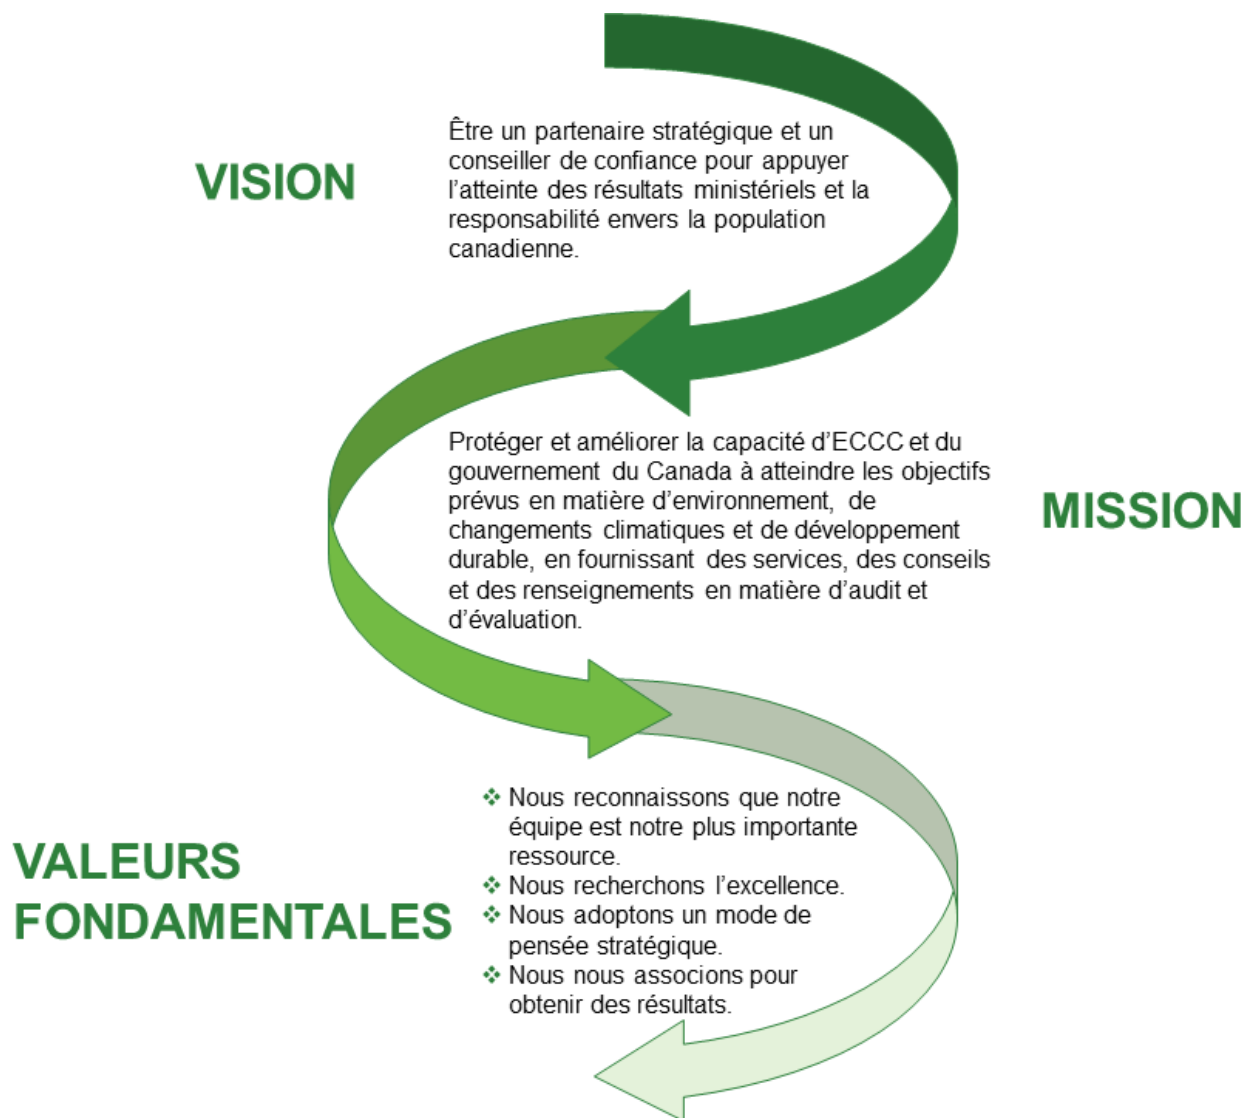 VISION
Être un partenaire stratégique et un
conseiller de confiance pour appuyer
l’atteinte des résultats ministériels et la
responsabilité envers la population
canadienne.
Protéger et améliorer la capacité d’ECCC et du
gouvernement du Canada à atteindre les objectifs
prévus en matière d’environnement, de
changements climatiques et de développement
durable, en fournissant des services, des conseils
et des renseignements en matière d’audit et
d’évaluation.
MISSION
VALEURS
FONDAMENTALES
❖ Nous reconnaissons que notre
équipe est notre plus importante
ressource.
❖ Nous recherchons l’excellence.
❖ Nous adoptons un mode de
pensée stratégique.
❖ Nous nous associons pour
obtenir des résultats.